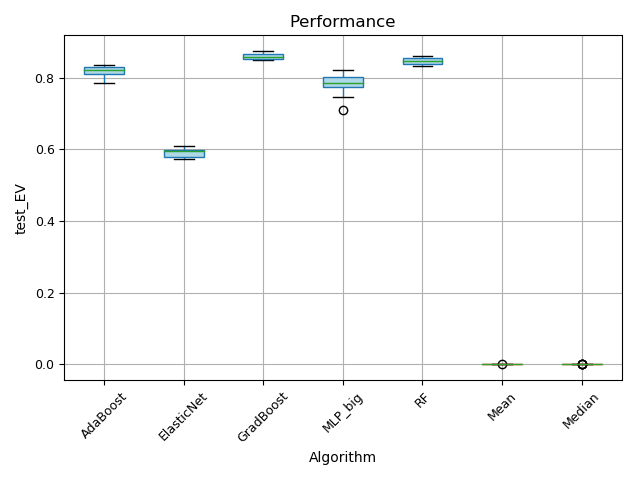 Performance
test_EV
0.8
0.6
0.4
0.2
0.0
AdaBoost
ElasticNet
GradBoost
MLP_big
RF
Mean
Median
Algorithm